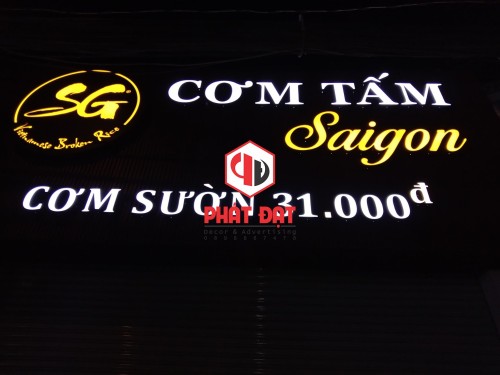 SG
Vietnamese Broken Rice
CƠM TẤM
Saigon
CƠM SƯỜN 31.000đ
PHÁT ĐẠT
Decor & Advertising